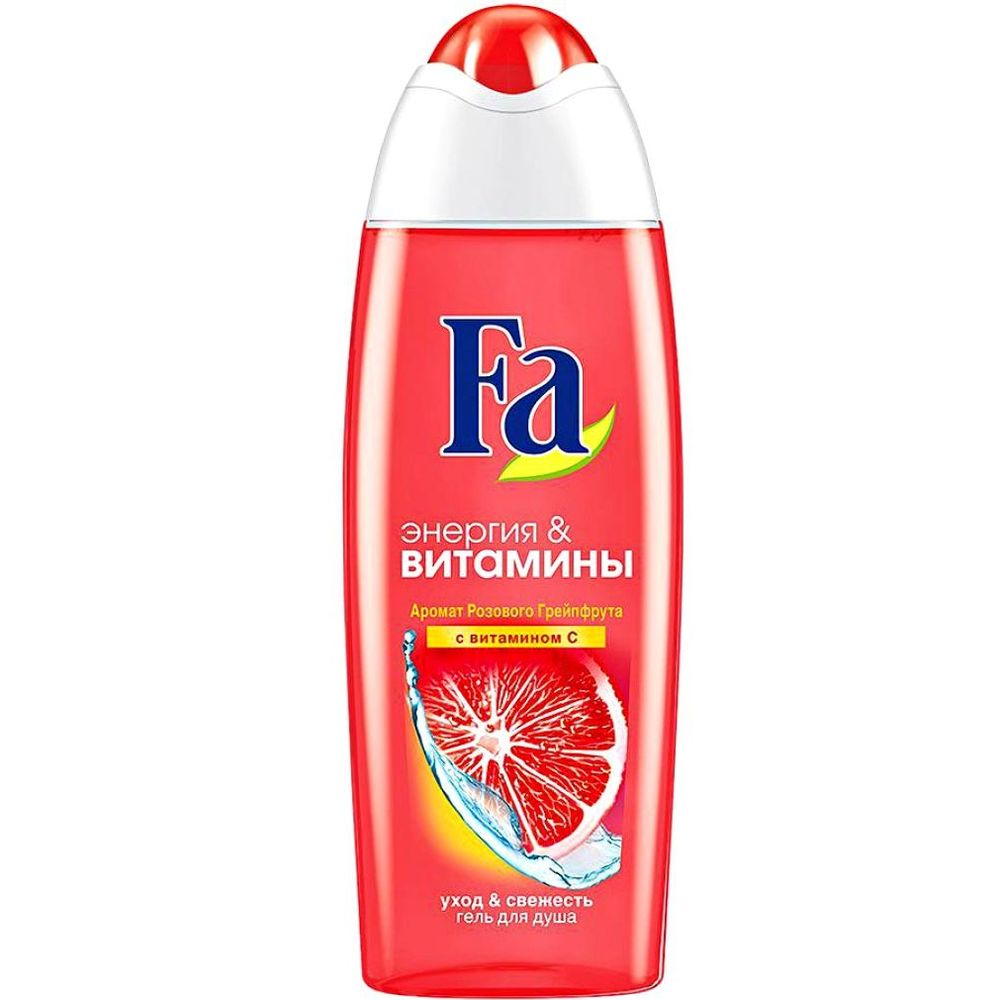 Fa
энергия &
ВИТАМИНЫ
Аромат Розового Грейпфрута
с витамином С
уход & свежесть
гель для душа